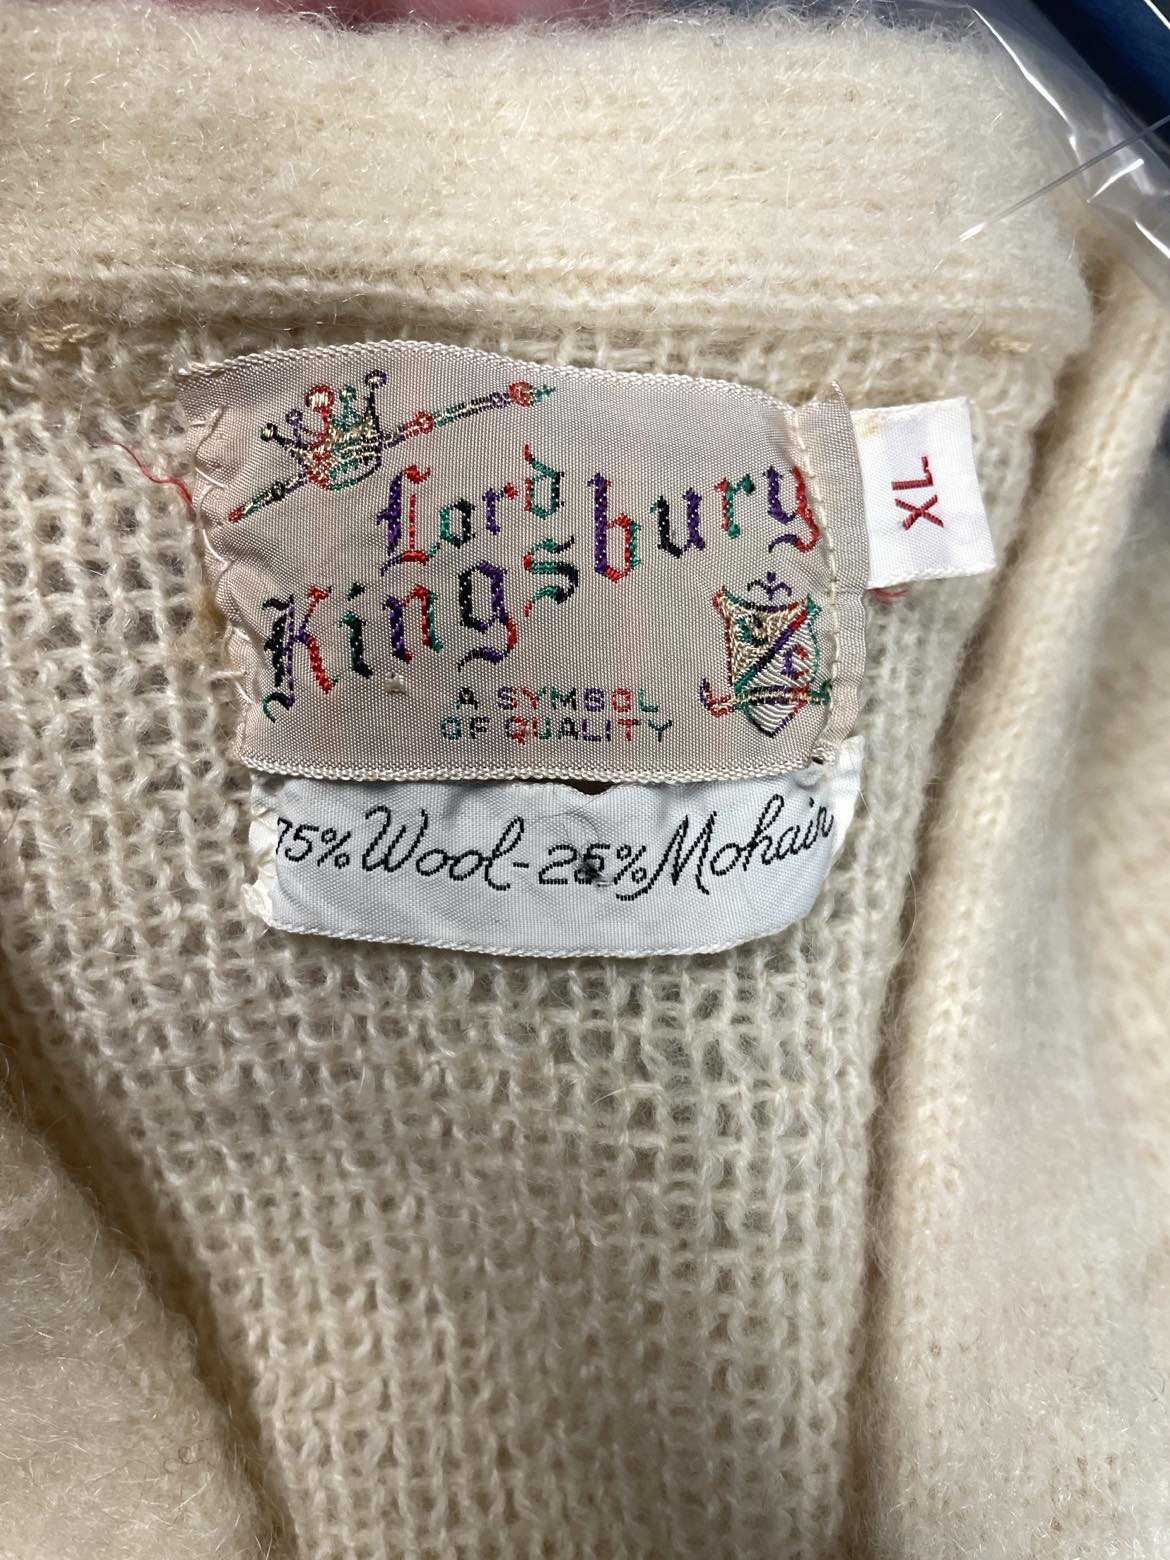 Lord
Kingsbury
A SYMBOL
OF QUALITY
XL
75% Wool-25% Mohair